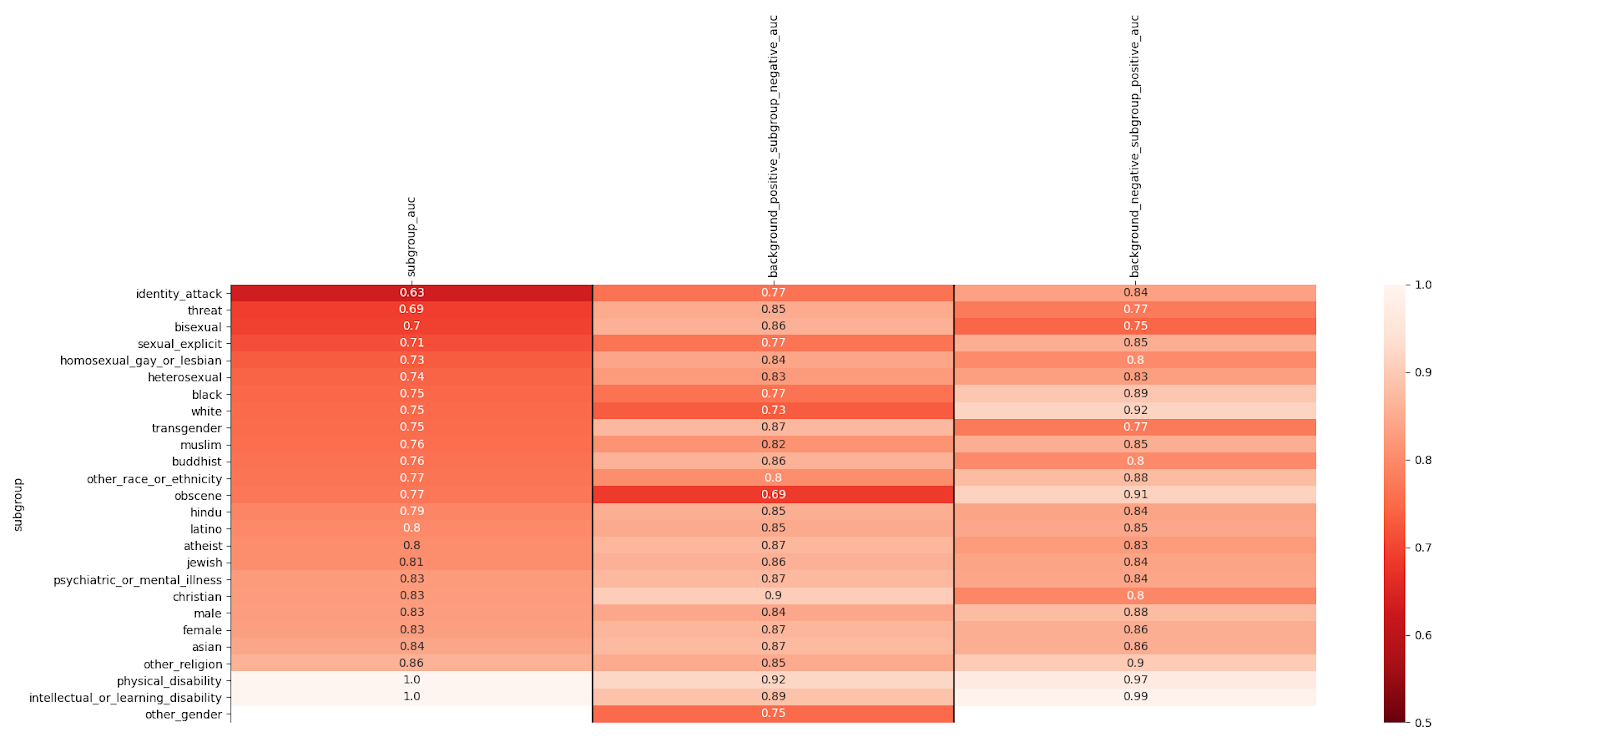 subgroup_auc
background_positive_subgroup_negative_auc
background_negative_subgroup_positive_auc
subgroup
identity_attack 0.63 0.77 0.84
threat 0.69 0.85 0.77
bisexual 0.7 0.86 0.75
sexual_explicit 0.71 0.77 0.85
homosexual_gay_or_lesbian 0.73 0.84 0.8
heterosexual 0.74 0.83 0.83
black 0.75 0.77 0.89
white 0.75 0.73 0.92
transgender 0.75 0.87 0.77
muslim 0.76 0.82 0.85
buddhist 0.76 0.86 0.8
other_race_or_ethnicity 0.77 0.8 0.88
obscene 0.77 0.69 0.91
hindu 0.79 0.85 0.84
latino 0.8 0.85 0.85
atheist 0.8 0.87 0.83
jewish 0.81 0.86 0.84
psychiatric_or_mental_illness 0.83 0.87 0.84
christian 0.83 0.9 0.8
male 0.83 0.84 0.88
female 0.83 0.87 0.86
asian 0.84 0.87 0.86
other_religion 0.86 0.85 0.9
physical_disability 1.0 0.92 0.97
intellectual_or_learning_disability 1.0 0.89 0.99
other_gender 0.75
1.0
0.9
0.8
0.7
0.6
0.5